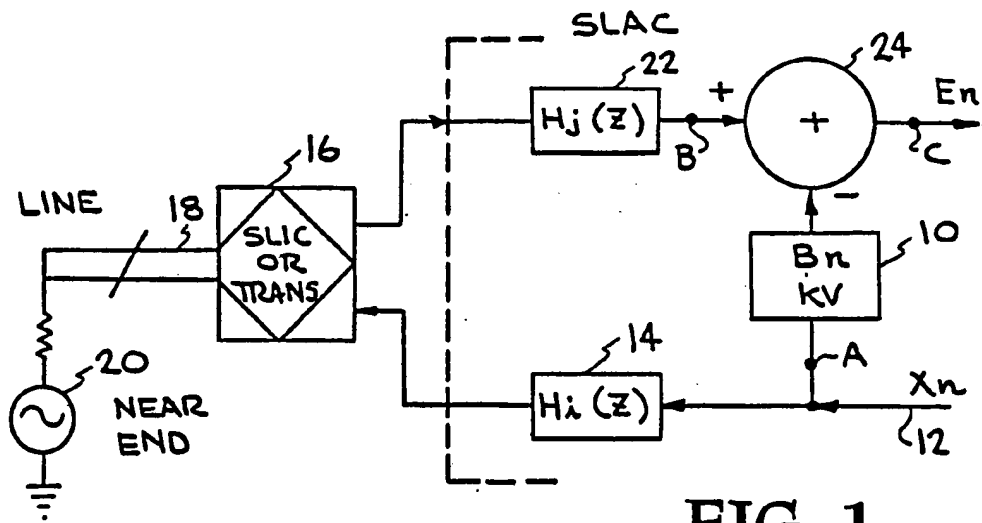 SLAC
22
24
Hj (Z)
+
+
En
B
C
-
16
LINE
18
SLIC
OR
TRANS
10
Bn
KV
A
14
Hi (Z)
Xn
12
20
NEAR
END
FIG. 1